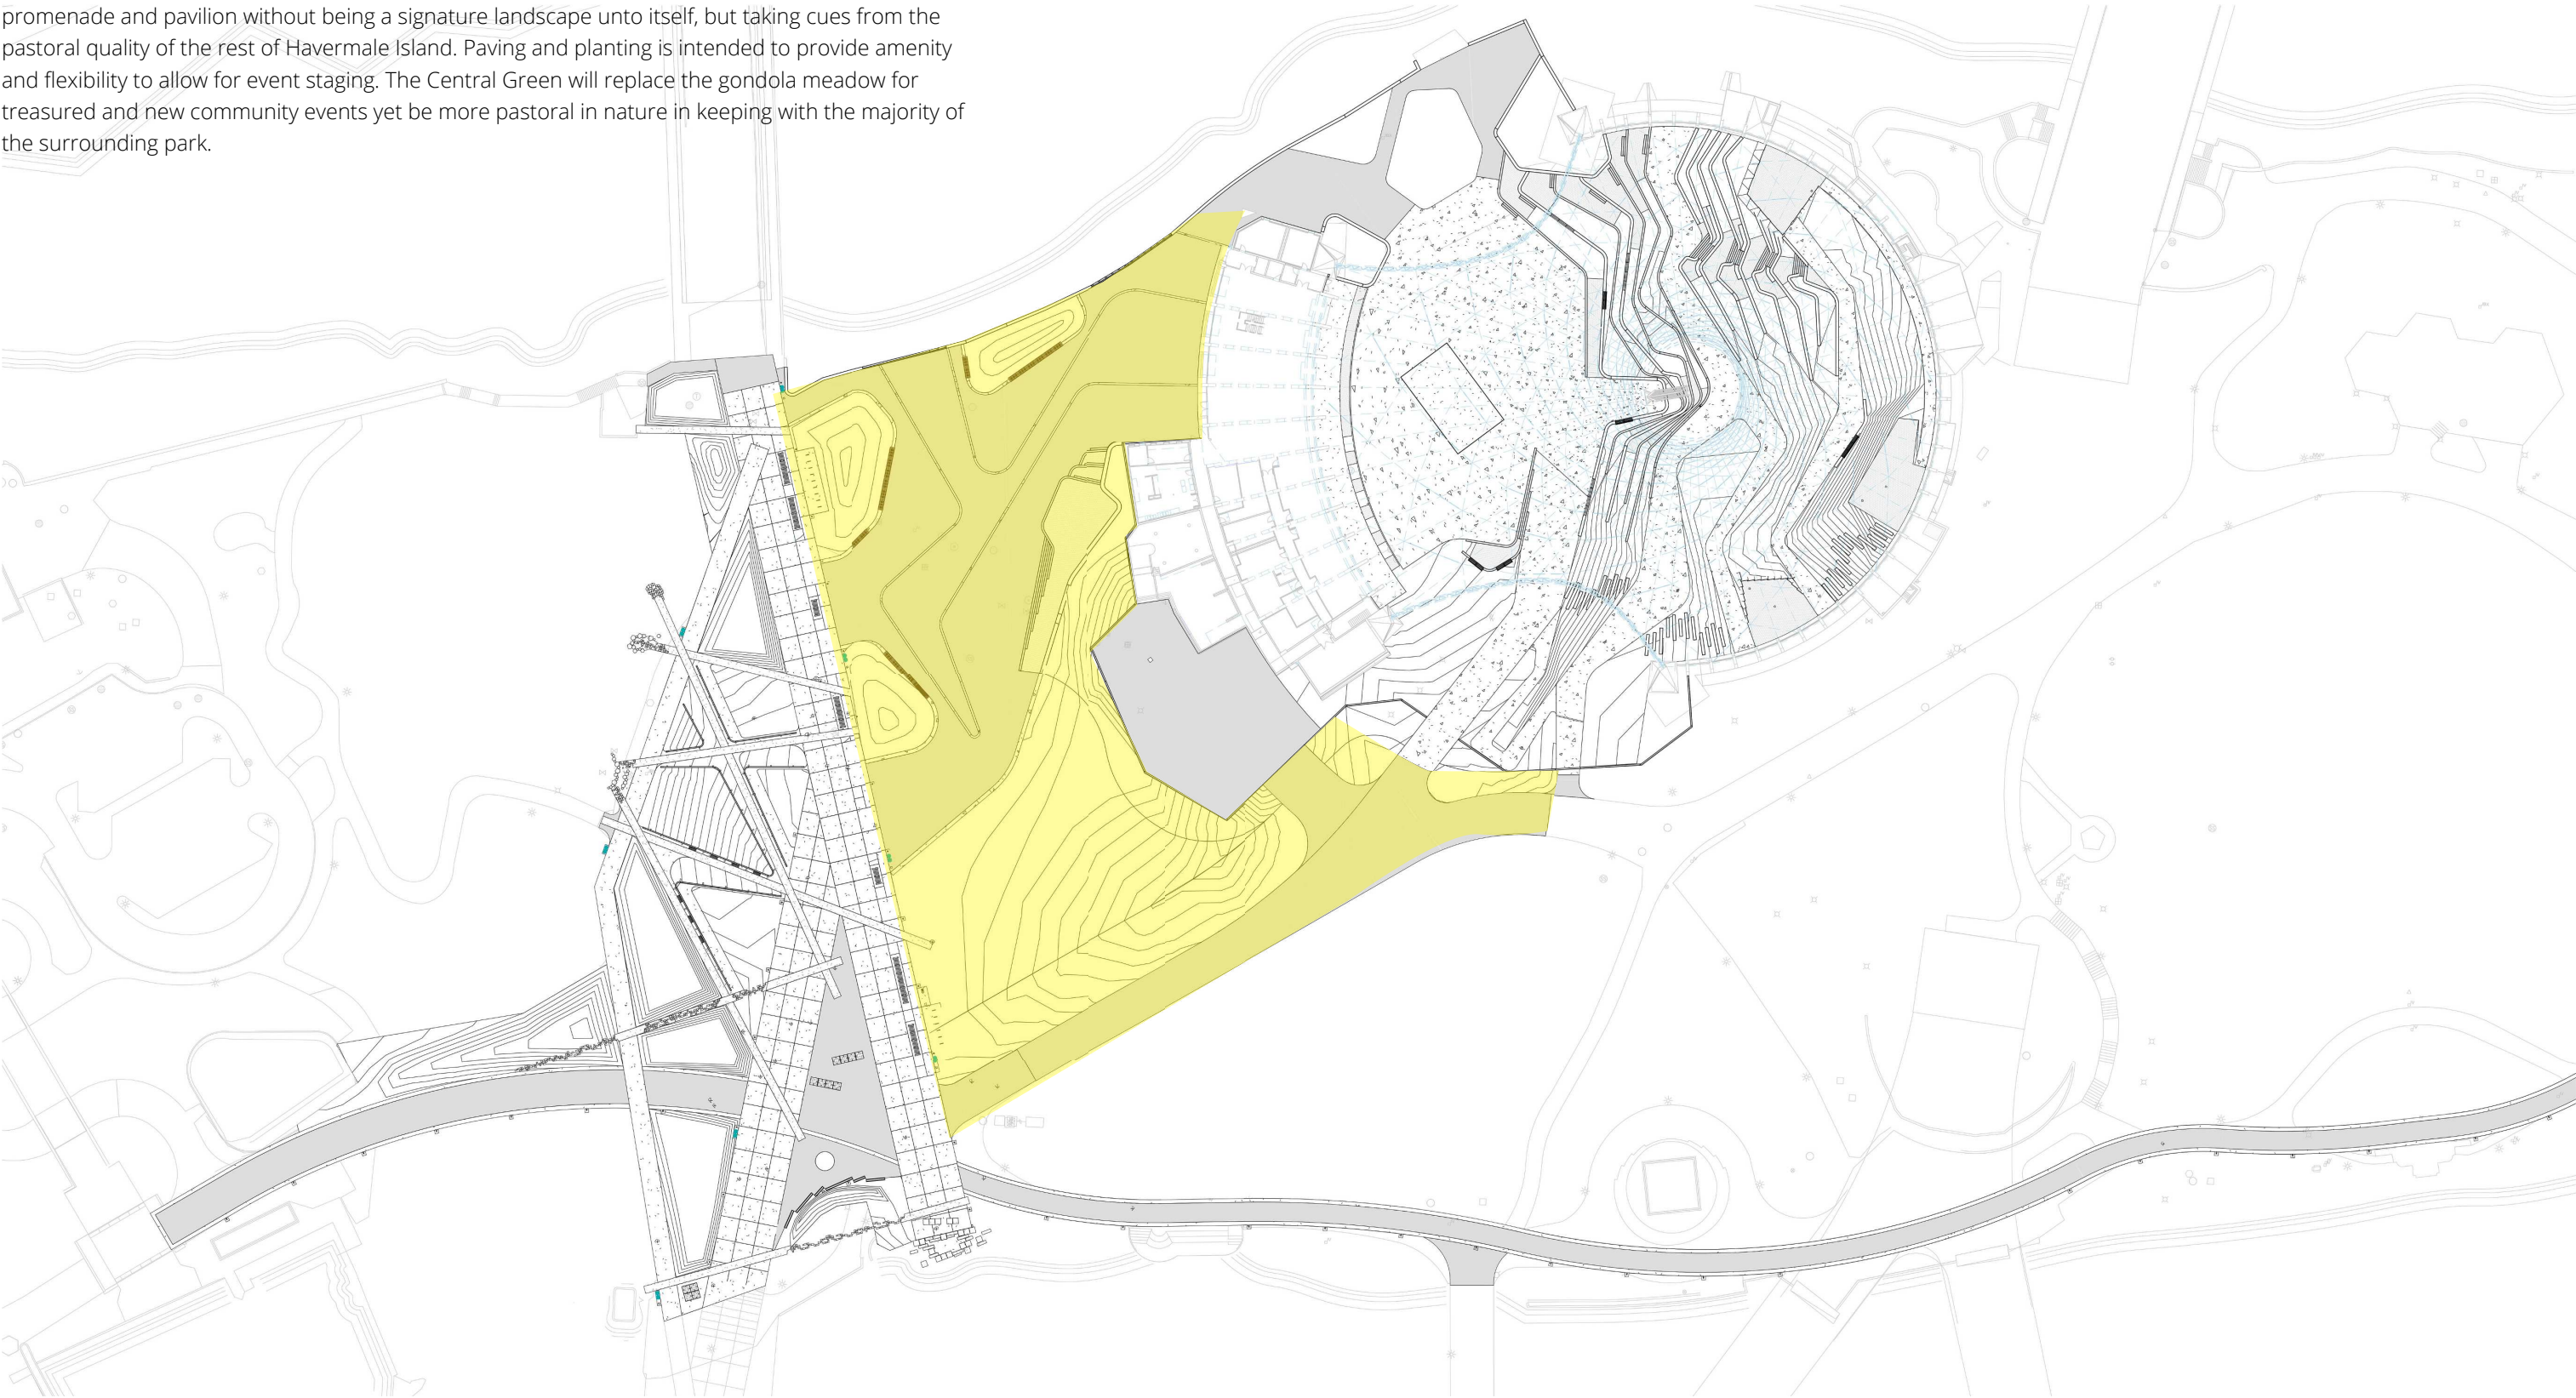 promenade and pavilion without being a signature landscape unto itself, but taking cues from the
pastoral quality of the rest of Havermale Island. Paving and planting is intended to provide amenity
and flexibility to allow for event staging. The Central Green will replace the gondola meadow for
treasured and new community events yet be more pastoral in nature in keeping with the majority of
the surrounding park.